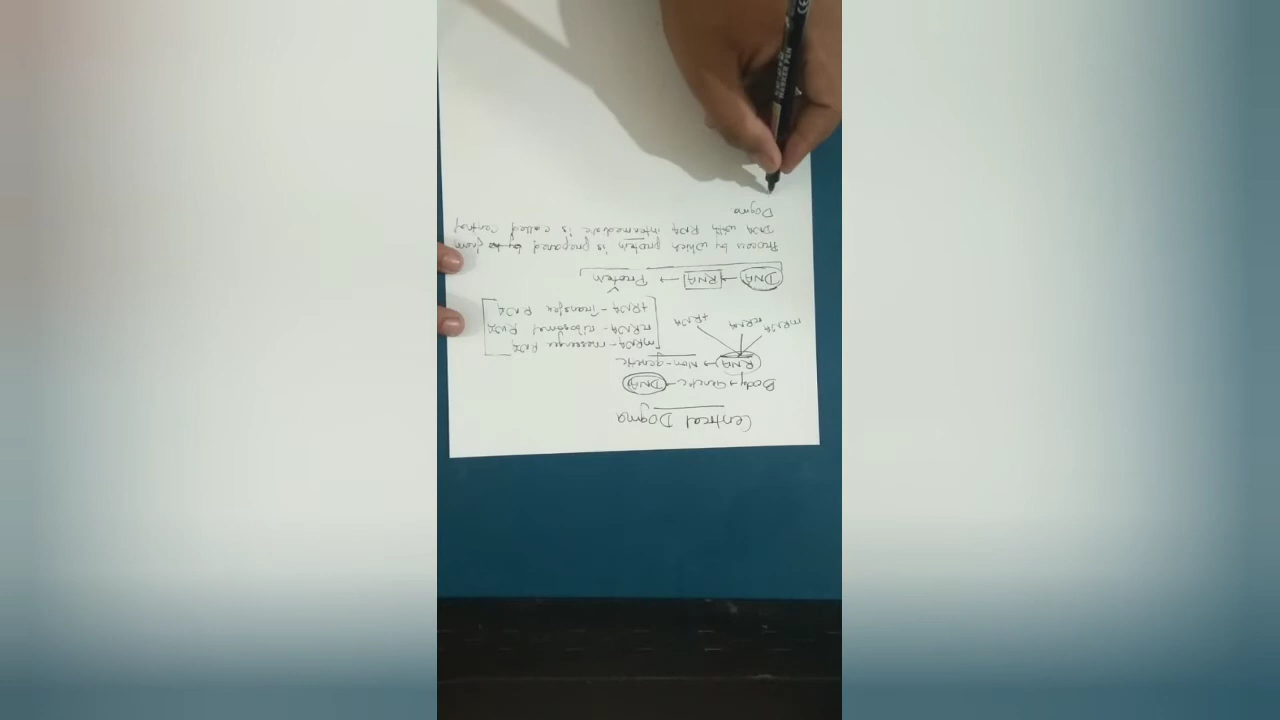 Central Dogma
Body → Genetic → DNA
RNA → Non-genetic
mRNA rRNA tRNA
mRNA - messenger RNA
rRNA - ribosomal RNA
tRNA - Transfer RNA
DNA → RNA → Protein
Process by which protein is prepared by from
DNA with RNA intermediate is called Central
Dogma
MARKER PEN